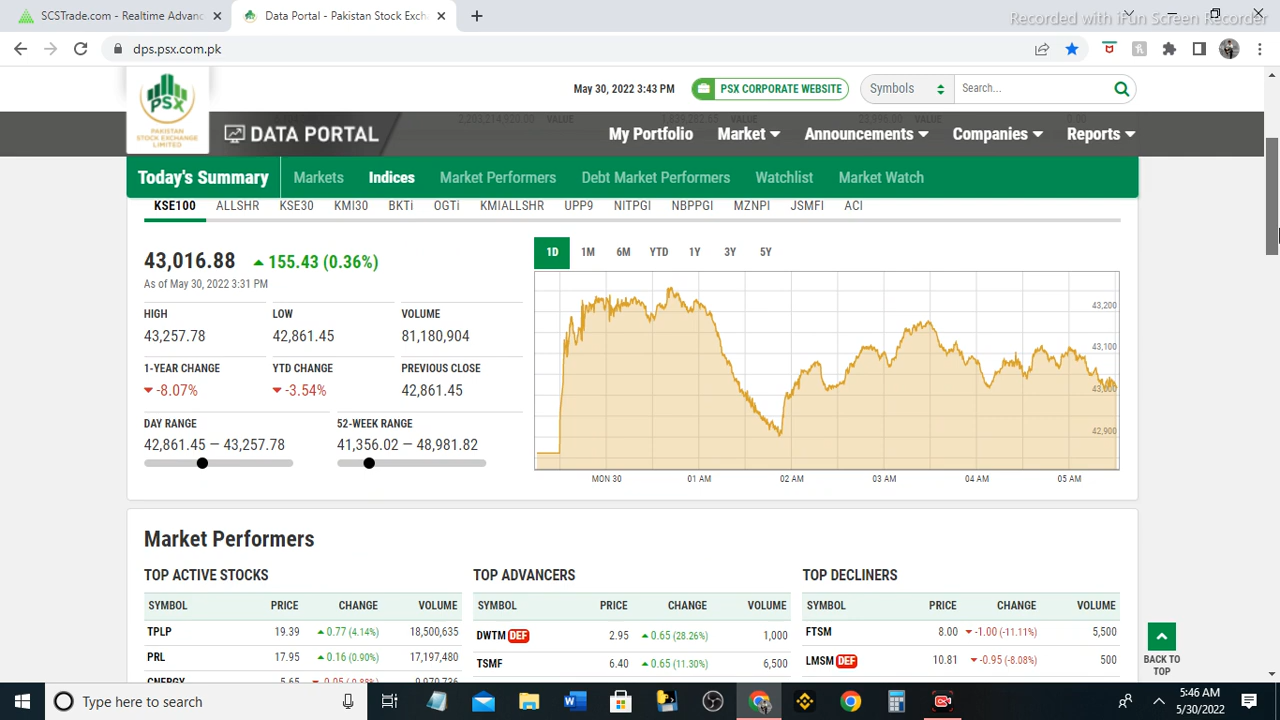 SCSTrade.com - Realtime Advanc
Data Portal - Pakistan Stock Exch
Recorded with iFun Screen Recorder
dps.psx.com.pk
May 30, 2022 3:43 PM
PSX CORPORATE WEBSITE
Symbols
Search...
PSX
PAKISTAN
STOCK EXCHANGE
LIMITED
DATA PORTAL
My Portfolio
Market
Announcements
Companies
Reports
Today's Summary
Markets
Indices
Market Performers
Debt Market Performers
Watchlist
Market Watch
KSE100 ALLSHR KSE30 KMI30 BKTi OGTi KMIALLSHR UPP9 NITPGI NBPPGI MZNPI JSMFI ACI
43,016.88 155.43 (0.36%)
As of May 30, 2022 3:31 PM
HIGH LOW VOLUME
43,257.78 42,861.45 81,180,904
1-YEAR CHANGE YTD CHANGE PREVIOUS CLOSE
-8.07% -3.54% 42,861.45
DAY RANGE 52-WEEK RANGE
42,861.45 — 43,257.78 41,356.02 — 48,981.82
1D 1M 6M YTD 1Y 3Y 5Y
43,200
43,100
43,000
42,900
MON 30 01 AM 02 AM 03 AM 04 AM 05 AM
Market Performers
TOP ACTIVE STOCKS
SYMBOL PRICE CHANGE VOLUME
TPLP 19.39 0.77 (4.14%) 18,500,635
PRL 17.95 0.16 (0.90%) 17,197,480
CNERGY 5.65 -0.05 (-0.88%) 9,970,736
TOP ADVANCERS
SYMBOL PRICE CHANGE VOLUME
DWTM DEF 2.95 0.65 (28.26%) 1,000
TSMF 6.40 0.65 (11.30%) 6,500
TOP DECLINERS
SYMBOL PRICE CHANGE VOLUME
FTSM 8.00 -1.00 (-11.11%) 5,500
LMSM DEF 10.81 -0.95 (-8.08%) 500
BACK TO
TOP
Type here to search
5:46 AM
5/30/2022